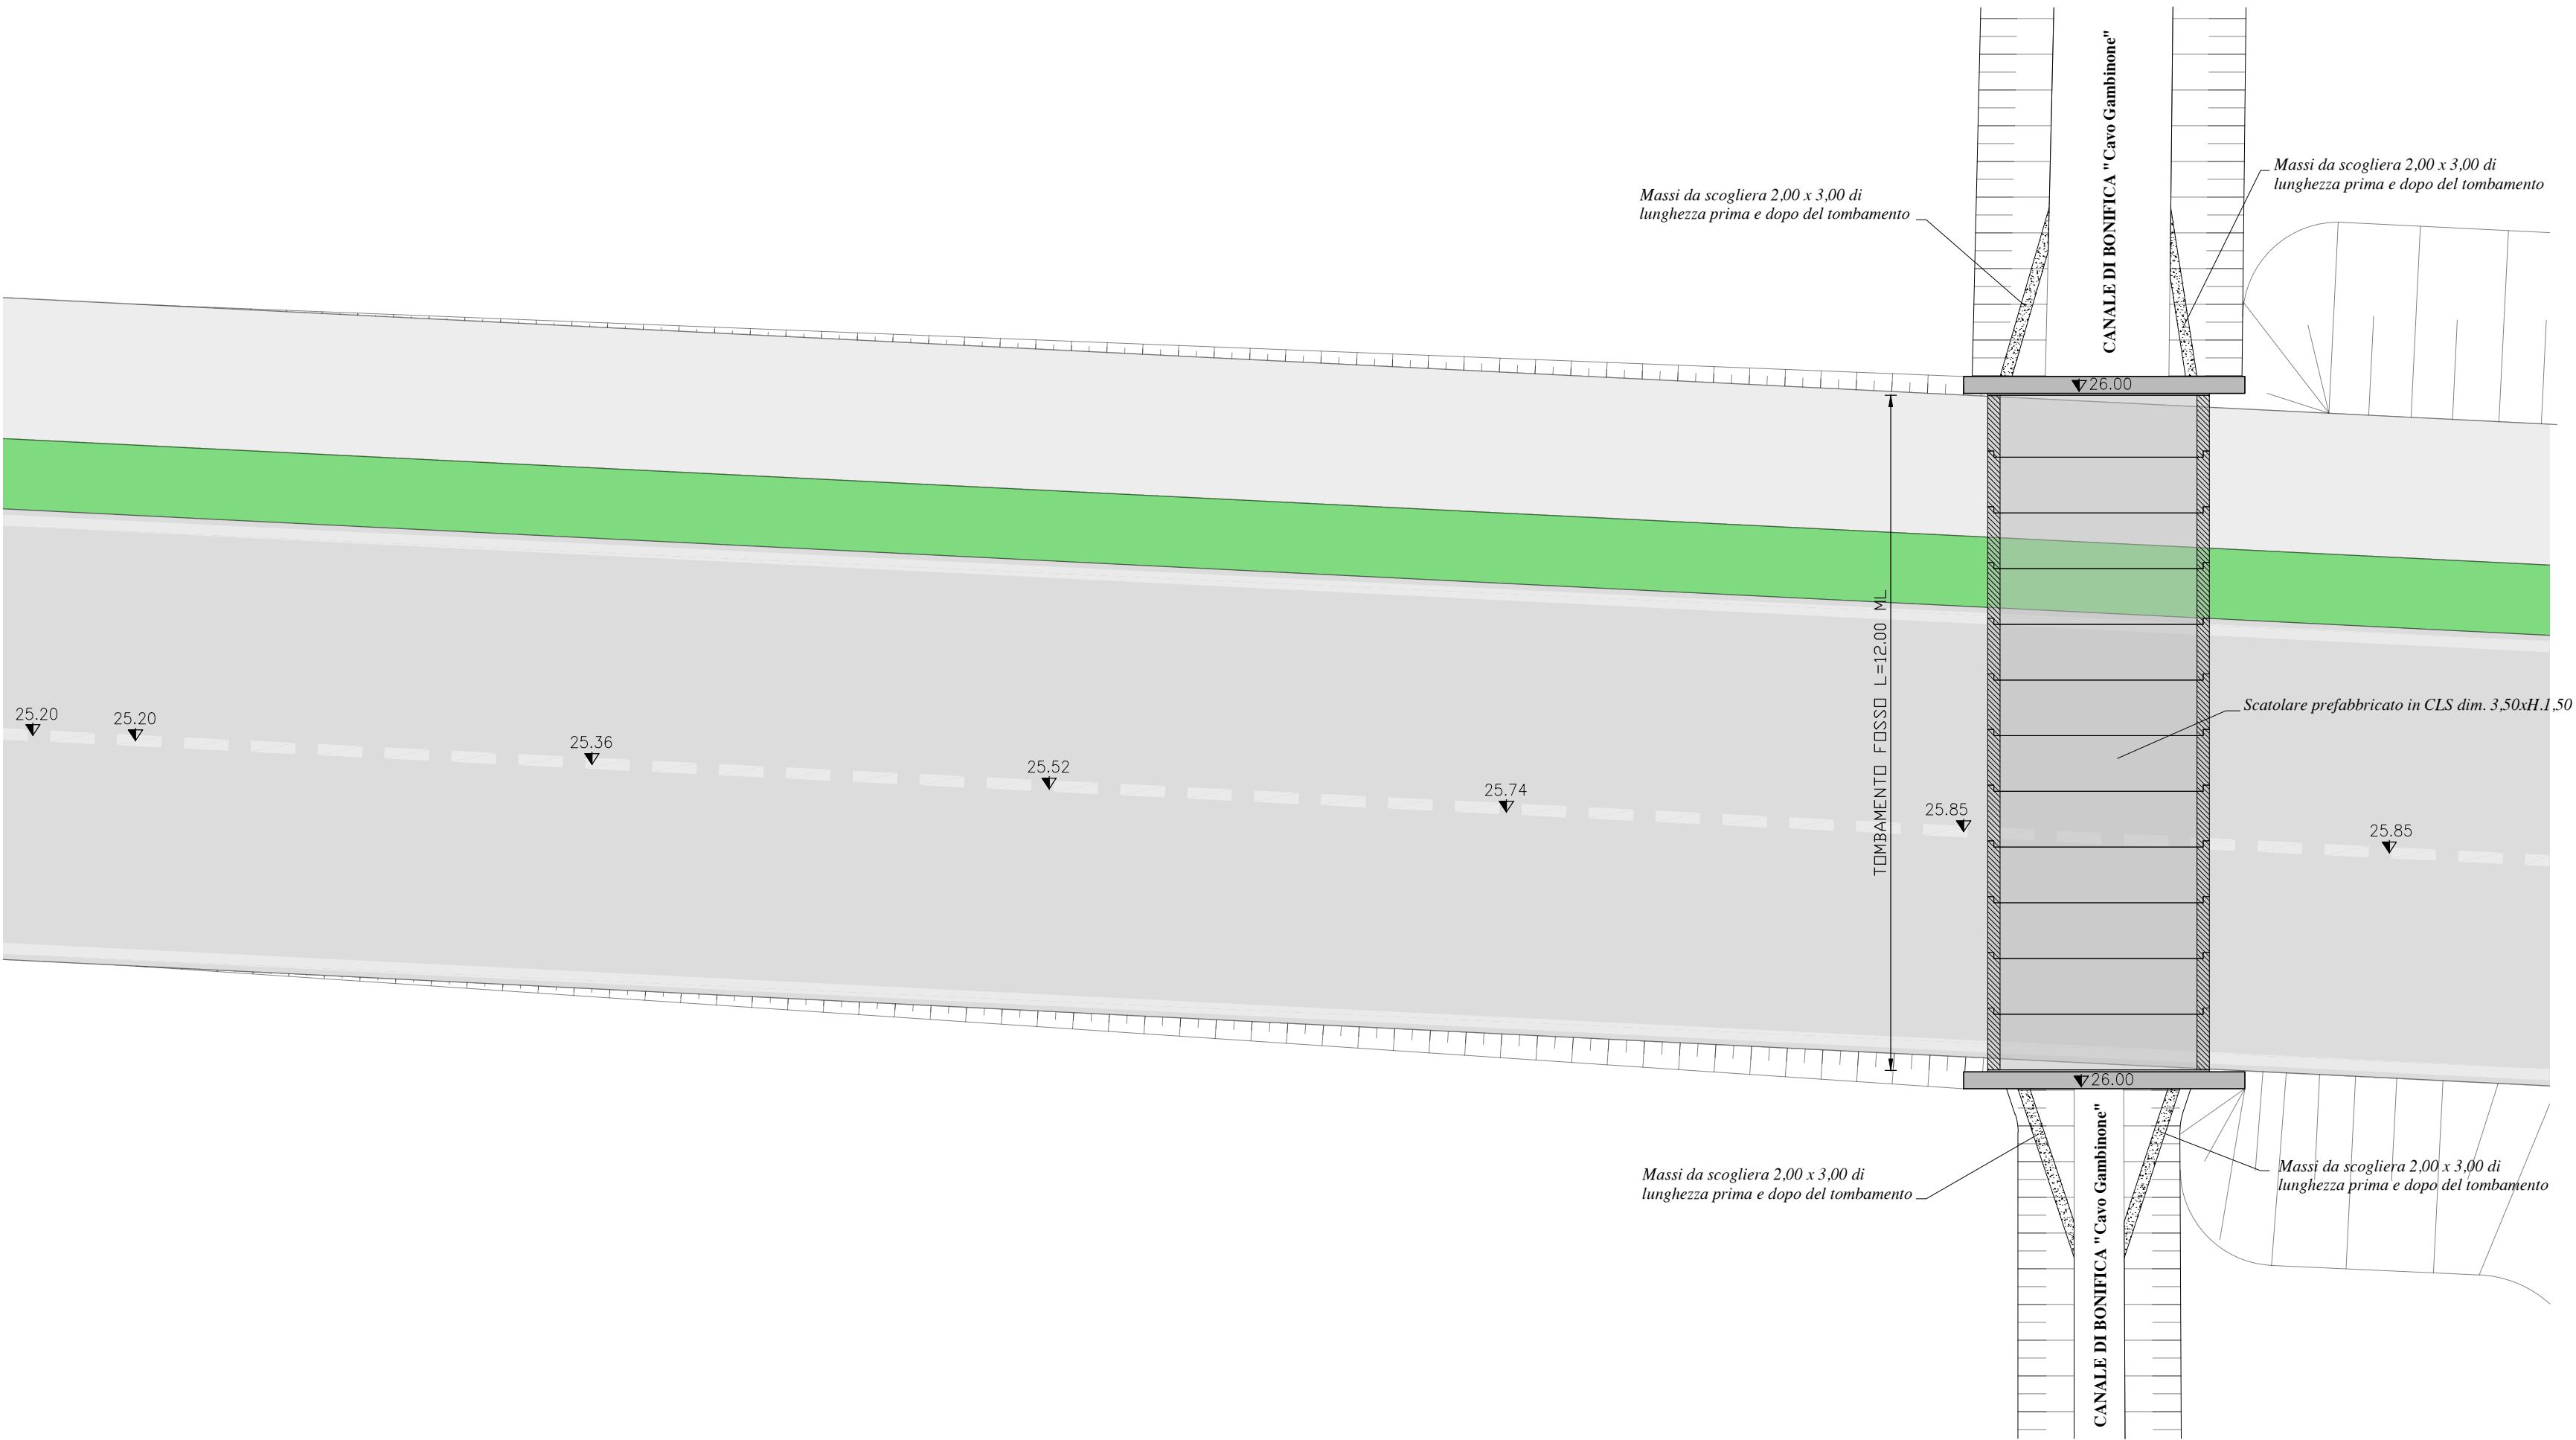 CANALE DI BONIFICA "Cavo Gambinone"
Massi da scogliera 2,00 x 3,00 di
lunghezza prima e dopo del tombamento
Massi da scogliera 2,00 x 3,00 di
lunghezza prima e dopo del tombamento
26.00
TOMBAMENTO FOSSO L=12.00 ML
Scatolare prefabbricato in CLS dim. 3,50xH.1,50
25.20
25.20
25.36
25.52
25.74
25.85
25.85
26.00
Massi da scogliera 2,00 x 3,00 di
lunghezza prima e dopo del tombamento
Massi da scogliera 2,00 x 3,00 di
lunghezza prima e dopo del tombamento
CANALE DI BONIFICA "Cavo Gambinone"